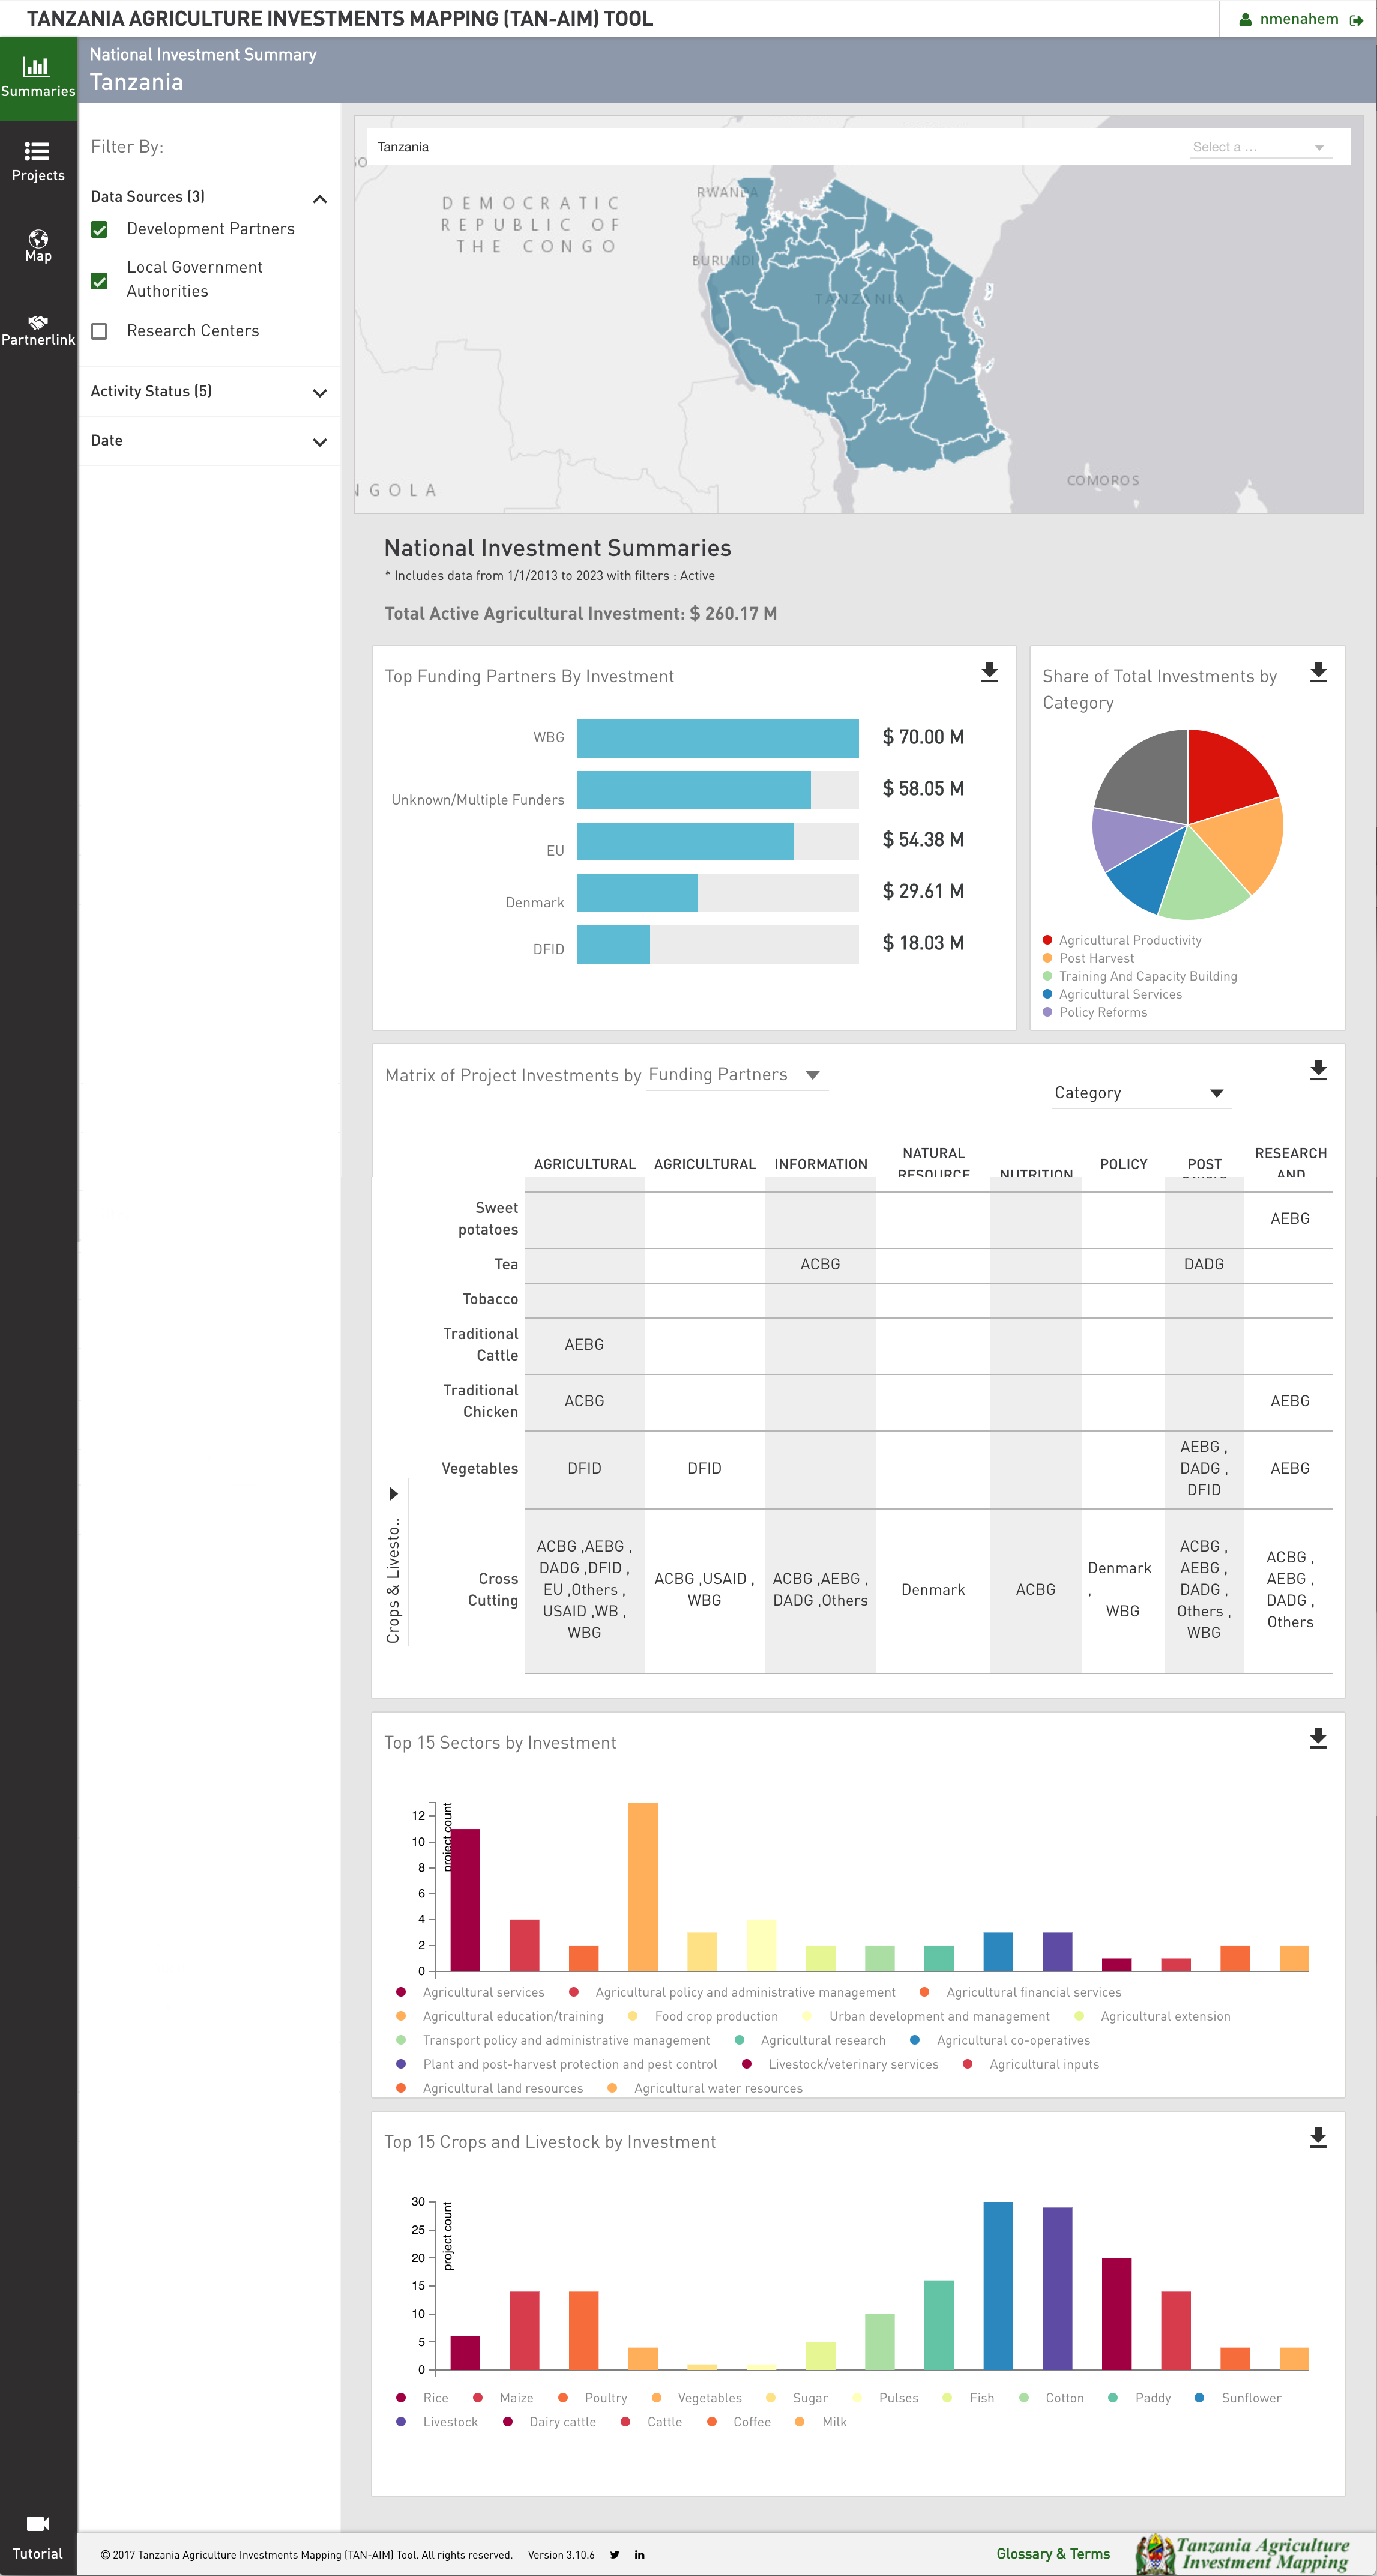 TANZANIA AGRICULTURE INVESTMENTS MAPPING (TAN-AIM) TOOL
nmenahem
Summaries
National Investment Summary
Tanzania
Projects
Map
Partnerlink
Filter By:
Data Sources (3)
Development Partners
Local Government
Authorities
Research Centers
Activity Status (5)
Date
Tanzania
Select a ...
DEMOCRATIC
REPUBLIC OF
THE CONGO
RWANDA
BURUNDI
TANZANIA
NGOLA
COMOROS
National Investment Summaries
* Includes data from 1/1/2013 to 2023 with filters : Active
Total Active Agricultural Investment: $ 260.17 M
Top Funding Partners By Investment
WBG $ 70.00 M
Unknown/Multiple Funders $ 58.05 M
EU $ 54.38 M
Denmark $ 29.61 M
DFID $ 18.03 M
Share of Total Investments by
Category
Agricultural Productivity
Post Harvest
Training And Capacity Building
Agricultural Services
Policy Reforms
Matrix of Project Investments by Funding Partners
Category
AGRICULTURAL AGRICULTURAL INFORMATION NATURAL RESOURCE NUTRITION POLICY POST RESEARCH AND
Others
Sweet
potatoes AEBG
Tea ACBG DADG
Tobacco
Traditional
Cattle AEBG
Traditional
Chicken ACBG AEBG
AEBG ,
Vegetables DFID DFID DADG , AEBG
DFID
Crops & Livesto..
Cross
Cutting
ACBG ,AEBG ,
DADG ,DFID ,
EU ,Others ,
USAID ,WB ,
WBG
ACBG ,USAID ,
WBG
ACBG ,AEBG ,
DADG ,Others
Denmark
ACBG
Denmark
,
WBG
ACBG ,
AEBG ,
DADG ,
Others ,
WBG
ACBG ,
AEBG ,
DADG ,
Others
Top 15 Sectors by Investment
project count
12
10
8
6
4
2
0
Agricultural services Agricultural policy and administrative management Agricultural financial services
Agricultural education/training Food crop production Urban development and management Agricultural extension
Transport policy and administrative management Agricultural research Agricultural co-operatives
Plant and post-harvest protection and pest control Livestock/veterinary services Agricultural inputs
Agricultural land resources Agricultural water resources
Top 15 Crops and Livestock by Investment
project count
30
25
20
15
10
5
0
Rice Maize Poultry Vegetables Sugar Pulses Fish Cotton Paddy Sunflower
Livestock Dairy cattle Cattle Coffee Milk
Tutorial
© 2017 Tanzania Agriculture Investments Mapping (TAN-AIM) Tool. All rights reserved. Version 3.10.6
Glossary & Terms
Tanzania Agriculture
Investment Mapping